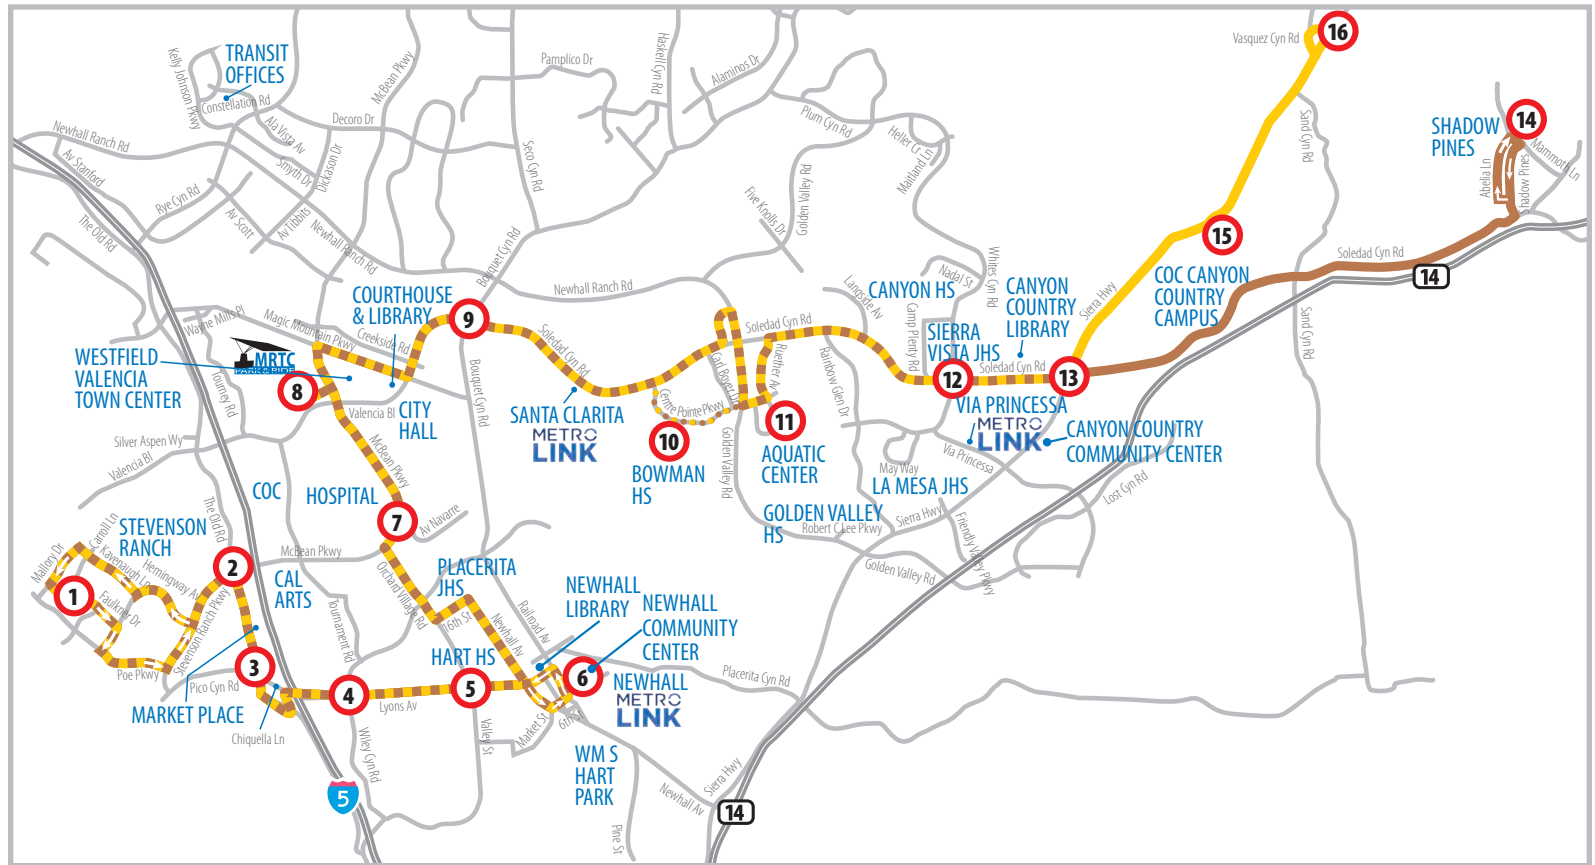 16
Vasquez Cyn Rd
Kelly Johnson Pkwy
TRANSIT
OFFICES
Constellation Rd
Ala Vista Av
McBean Pkwy
Decoro Dr
Pamplico Dr
Haskell Cyn Rd
Alaminos Dr
Plum Cyn Rd
Heller Cr
Maitland Ln
Sand Cyn Rd
SHADOW
PINES
14
Mammoth Ln
Abelia Ln
Shadow Pines
Newhall Ranch Rd
Av Stanford
Smyth Dr
Dickason Dr
Seco Cyn Rd
The Old Rd
Rye Cyn Rd
Av Scott
Av Tibbits
Newhall Ranch Rd
Bouquet Cyn Rd
Five Knolls Dr
Golden Valley Rd
15
Soledad Cyn Rd
14
COC CANYON
COUNTRY
CAMPUS
Sierra Hwy
Whites Cyn Rd
Nadal St
Langside Av
CANYON HS
Camp Plenty Rd
CANYON
COUNTRY
LIBRARY
SIERRA
VISTA JHS
Newhall Ranch Rd
COURTHOUSE
& LIBRARY
9
Wayne Mills Pl
Magic Mountain Pkwy
Creekside Rd
MRTC
PARK & RIDE
WESTFIELD
VALENCIA
TOWN CENTER
8
Tourney Rd
Valencia Bl
CITY
HALL
Bouquet Cyn Rd
Soledad Cyn Rd
SANTA CLARITA
METRO
LINK
Centre Pointe Pkwy
10
BOWMAN
HS
Carl Boyer Dr
Soledad Cyn Rd
Ruether Av
Rainbow Glen Dr
11
AQUATIC
CENTER
Golden Valley Rd
12
Soledad Cyn Rd
13
VIA PRINCESSA
METRO
LINK
CANYON COUNTRY
COMMUNITY CENTER
Via Princessa
Sand Cyn Rd
Lost Cyn Rd
May Way
LA MESA JHS
GOLDEN VALLEY
HS
Robert C Lee Pkwy
Sierra Hwy
Friendly Valley Pkwy
Golden Valley Rd
Silver Aspen Wy
Valencia Bl
The Old Rd
COC
HOSPITAL
McBean Pkwy
7
Av Navarre
McBean Pkwy
STEVENSON
RANCH
Carroll Ln
Mallory Dr
Kavenaugh Ln
Hemingway Av
1
Faulkner Dr
2
Stevenson Ranch Pkwy
Poe Pkwy
CAL
ARTS
Tournament Rd
Orchard Village Rd
PLACERITA
JHS
16th St
Newhall Av
Railroad Av
NEWHALL
LIBRARY
NEWHALL
COMMUNITY
CENTER
3
Pico Cyn Rd
MARKET PLACE
Chiquella Ln
4
Lyons Av
HART HS
5
6
NEWHALL
METRO
LINK
Placerita Cyn Rd
Wiley Cyn Rd
Valley St
Market St
6th St
WM S
HART
PARK
Newhall Av
Pine St
Sierra Hwy
14
5